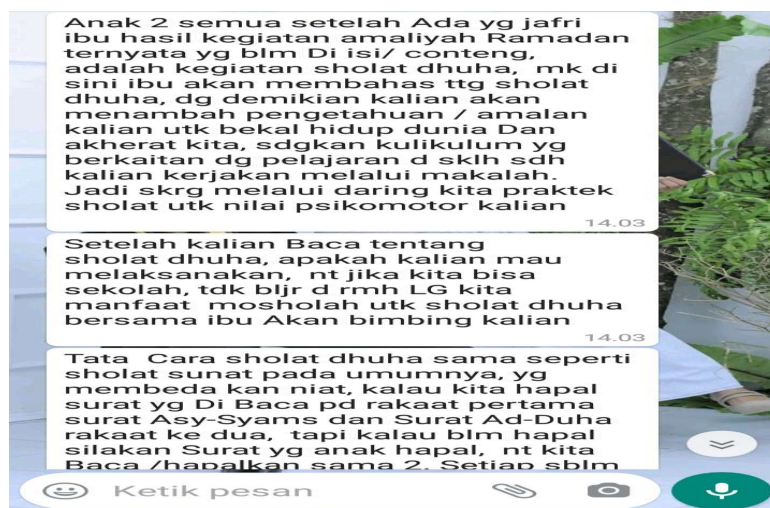 Anak 2 semua setelah Ada yg jafri
ibu hasil kegiatan amaliyah Ramadan
ternyata yg blm Di isi/ conteng,
adalah kegiatan sholat dhuha, mk di
sini ibu akan membahas ttg sholat
dhuha, dg demikian kalian akan
menambah pengetahuan / amalan
kalian utk bekal hidup dunia Dan
akherat kita, sdgkan kulikulum yg
berkaitan dg pelajaran d sklh sdh
kalian kerjakan melalui makalah.
Jadi skrg melalui daring kita praktek
sholat utk nilai psikomotor kalian
14.03
Setelah kalian Baca tentang
sholat dhuha, apakah kalian mau
melaksanakan, nt jika kita bisa
sekolah, tdk bljr d rmh LG kita
manfaat mosholah utk sholat dhuha
bersama ibu Akan bimbing kalian
14.03
Tata Cara sholat dhuha sama seperti
sholat sunat pada umumnya, yg
membeda kan niat, kalau kita hapal
surat yg Di Baca pd rakaat pertama
surat Asy-Syams dan Surat Ad-Duha
rakaat ke dua, tapi kalau blm hapal
silakan Surat yg anak hapal, nt kita
Baca /hapalkan sama 2. Setiap sblm
Ketik pesan